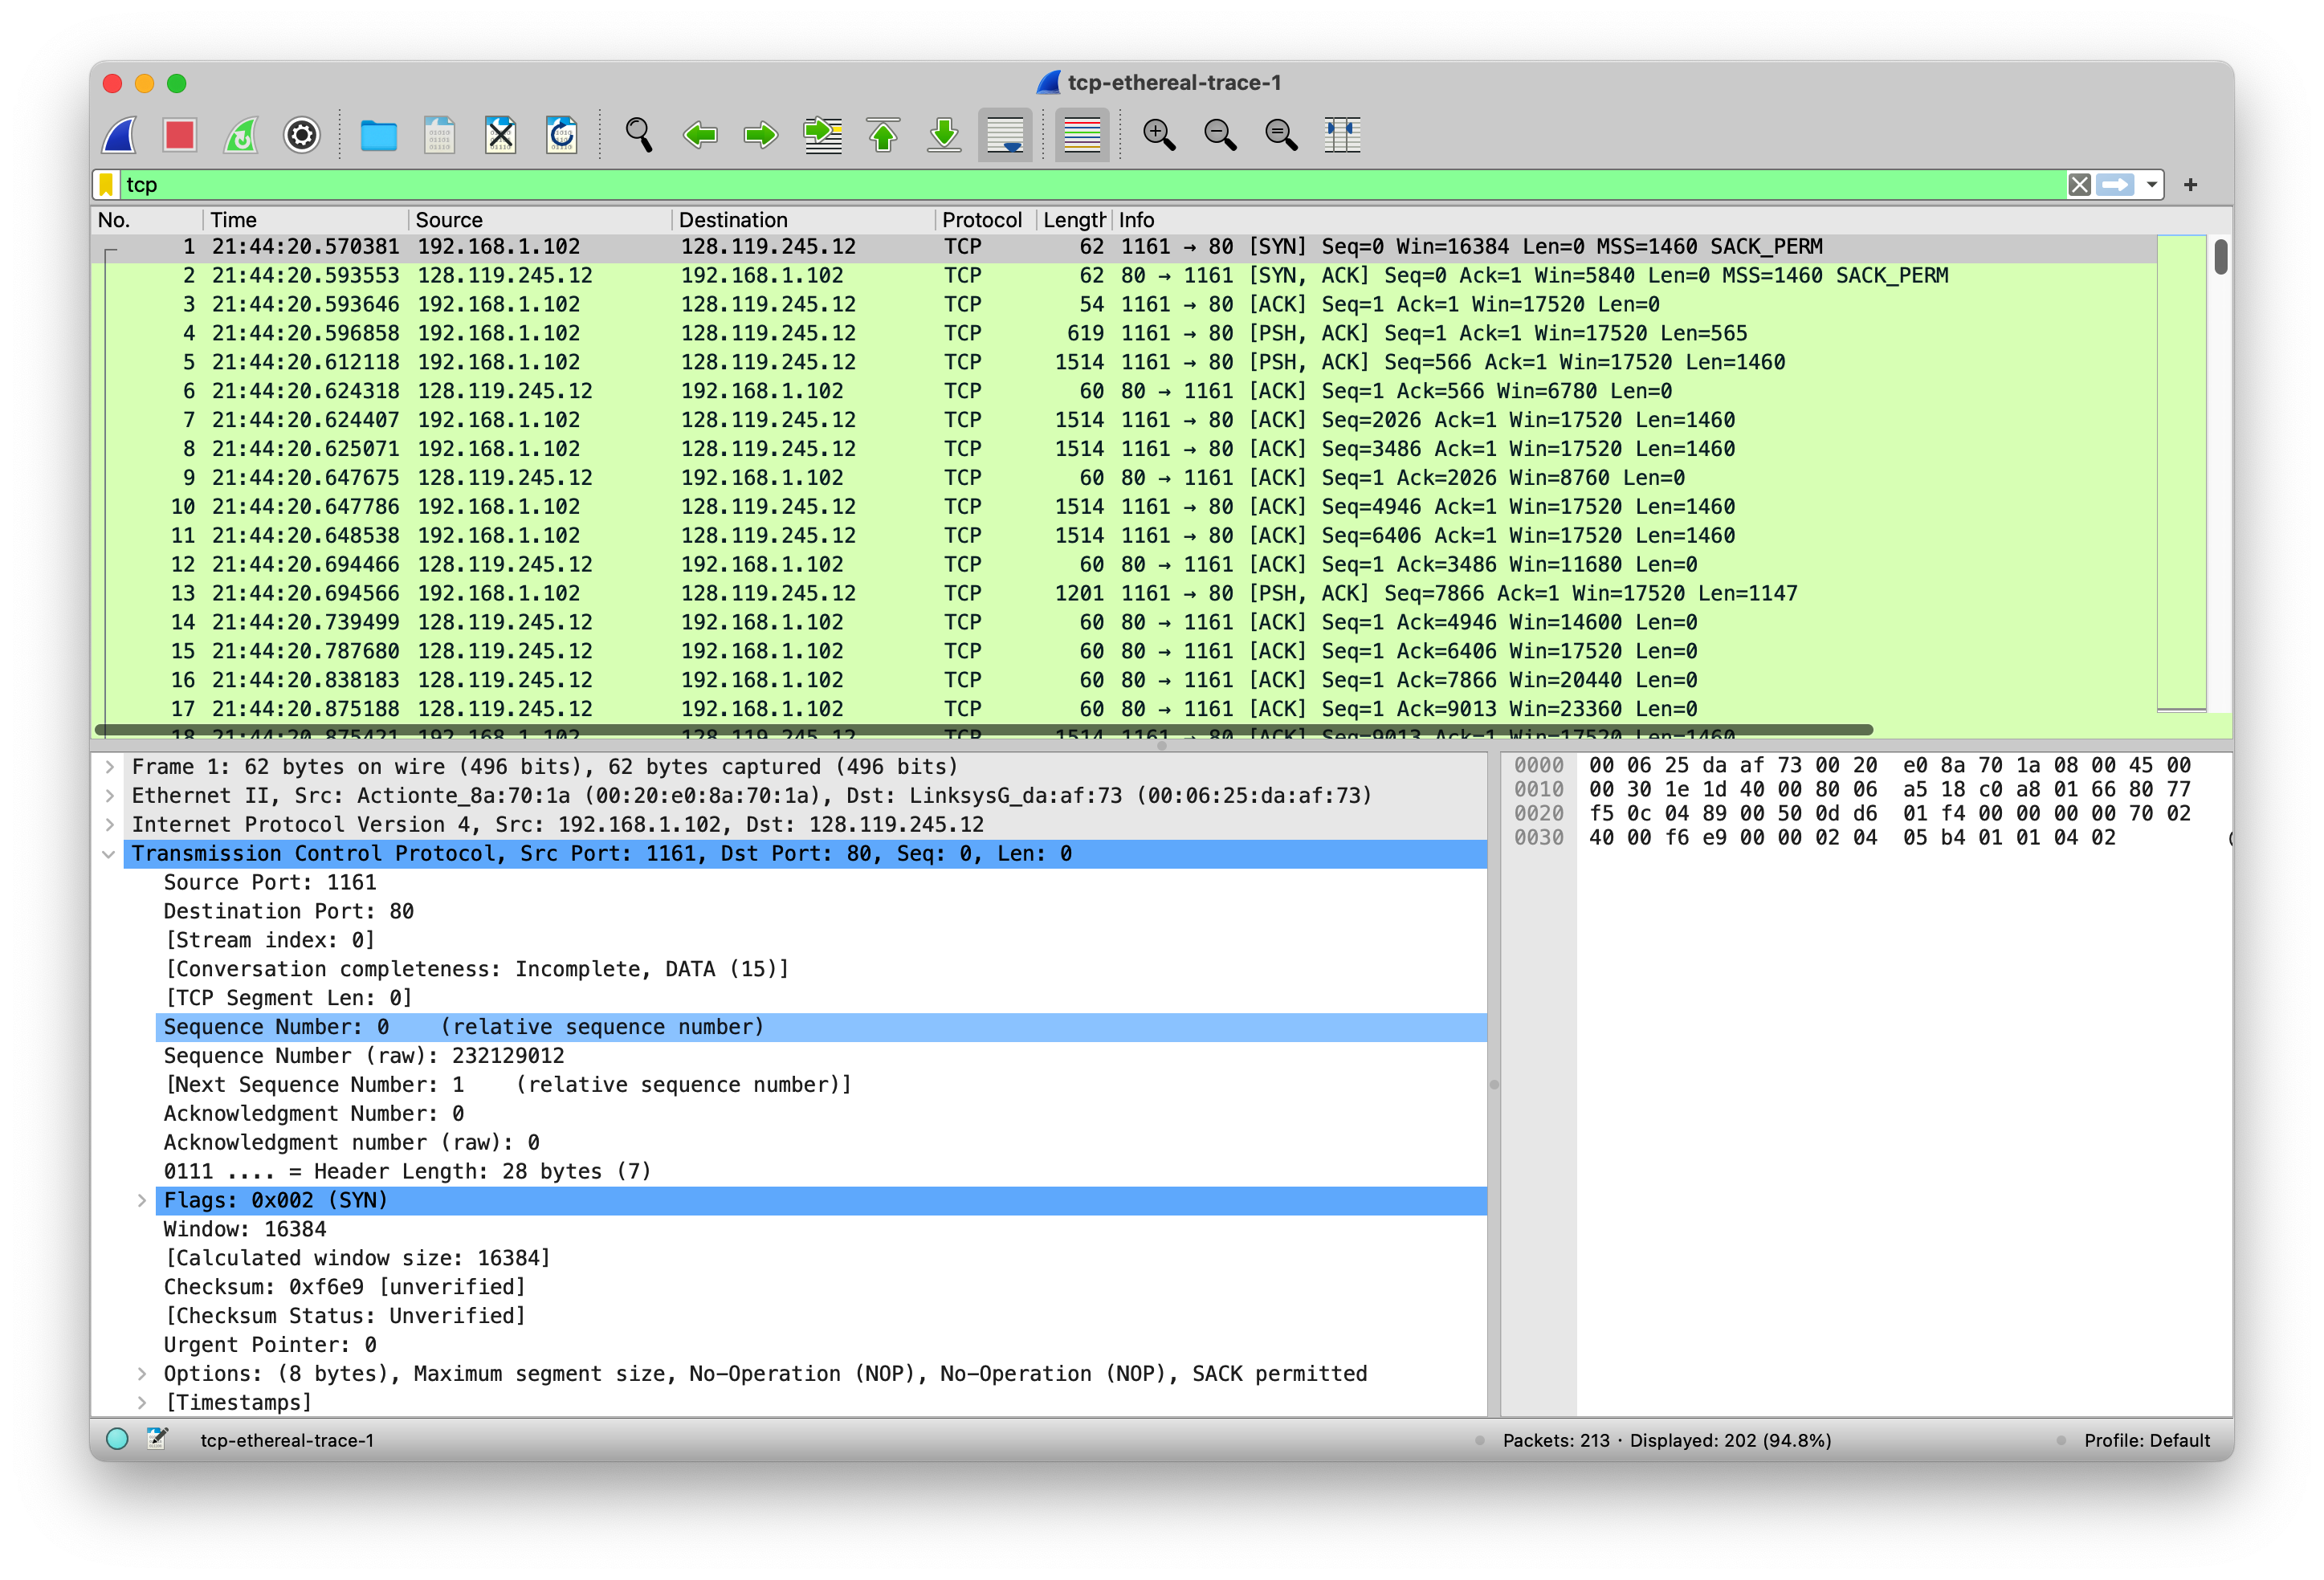 tcp-ethereal-trace-1
tcp
+
No. Time Source Destination Protocol Length Info
1 21:44:20.570381 192.168.1.102 128.119.245.12 TCP 62 1161 → 80 [SYN] Seq=0 Win=16384 Len=0 MSS=1460 SACK_PERM
2 21:44:20.593553 128.119.245.12 192.168.1.102 TCP 62 80 → 1161 [SYN, ACK] Seq=0 Ack=1 Win=5840 Len=0 MSS=1460 SACK_PERM
3 21:44:20.593646 192.168.1.102 128.119.245.12 TCP 54 1161 → 80 [ACK] Seq=1 Ack=1 Win=17520 Len=0
4 21:44:20.596858 192.168.1.102 128.119.245.12 TCP 619 1161 → 80 [PSH, ACK] Seq=1 Ack=1 Win=17520 Len=565
5 21:44:20.612118 192.168.1.102 128.119.245.12 TCP 1514 1161 → 80 [PSH, ACK] Seq=566 Ack=1 Win=17520 Len=1460
6 21:44:20.624318 128.119.245.12 192.168.1.102 TCP 60 80 → 1161 [ACK] Seq=1 Ack=566 Win=6780 Len=0
7 21:44:20.624407 192.168.1.102 128.119.245.12 TCP 1514 1161 → 80 [ACK] Seq=2026 Ack=1 Win=17520 Len=1460
8 21:44:20.625071 192.168.1.102 128.119.245.12 TCP 1514 1161 → 80 [ACK] Seq=3486 Ack=1 Win=17520 Len=1460
9 21:44:20.647675 128.119.245.12 192.168.1.102 TCP 60 80 → 1161 [ACK] Seq=1 Ack=2026 Win=8760 Len=0
10 21:44:20.647786 192.168.1.102 128.119.245.12 TCP 1514 1161 → 80 [ACK] Seq=4946 Ack=1 Win=17520 Len=1460
11 21:44:20.648538 192.168.1.102 128.119.245.12 TCP 1514 1161 → 80 [ACK] Seq=6406 Ack=1 Win=17520 Len=1460
12 21:44:20.694466 128.119.245.12 192.168.1.102 TCP 60 80 → 1161 [ACK] Seq=1 Ack=3486 Win=11680 Len=0
13 21:44:20.694566 192.168.1.102 128.119.245.12 TCP 1201 1161 → 80 [PSH, ACK] Seq=7866 Ack=1 Win=17520 Len=1147
14 21:44:20.739499 128.119.245.12 192.168.1.102 TCP 60 80 → 1161 [ACK] Seq=1 Ack=4946 Win=14600 Len=0
15 21:44:20.787680 128.119.245.12 192.168.1.102 TCP 60 80 → 1161 [ACK] Seq=1 Ack=6406 Win=17520 Len=0
16 21:44:20.838183 128.119.245.12 192.168.1.102 TCP 60 80 → 1161 [ACK] Seq=1 Ack=7866 Win=20440 Len=0
17 21:44:20.875188 128.119.245.12 192.168.1.102 TCP 60 80 → 1161 [ACK] Seq=1 Ack=9013 Win=23360 Len=0
18 21:44:20.875421 192.168.1.102 128.119.245.12 TCP 1514 1161 → 80 [ACK] Seq=9013 Ack=1 Win=17520 Len=1460
Frame 1: 62 bytes on wire (496 bits), 62 bytes captured (496 bits)
Ethernet II, Src: Actionte_8a:70:1a (00:20:e0:8a:70:1a), Dst: LinksysG_da:af:73 (00:06:25:da:af:73)
Internet Protocol Version 4, Src: 192.168.1.102, Dst: 128.119.245.12
Transmission Control Protocol, Src Port: 1161, Dst Port: 80, Seq: 0, Len: 0
Source Port: 1161
Destination Port: 80
[Stream index: 0]
[Conversation completeness: Incomplete, DATA (15)]
[TCP Segment Len: 0]
Sequence Number: 0 (relative sequence number)
Sequence Number (raw): 232129012
[Next Sequence Number: 1 (relative sequence number)]
Acknowledgment Number: 0
Acknowledgment number (raw): 0
0111 .... = Header Length: 28 bytes (7)
Flags: 0x002 (SYN)
Window: 16384
[Calculated window size: 16384]
Checksum: 0xf6e9 [unverified]
[Checksum Status: Unverified]
Urgent Pointer: 0
Options: (8 bytes), Maximum segment size, No-Operation (NOP), No-Operation (NOP), SACK permitted
[Timestamps]
0000 00 06 25 da af 73 00 20 e0 8a 70 1a 08 00 45 00
0010 00 30 1e 1d 40 00 80 06 a5 18 c0 a8 01 66 80 77
0020 f5 0c 04 89 00 50 0d d6 01 f4 00 00 00 00 70 02
0030 40 00 f6 e9 00 00 02 04 05 b4 01 01 04 02
tcp-ethereal-trace-1
Packets: 213 · Displayed: 202 (94.8%)
Profile: Default